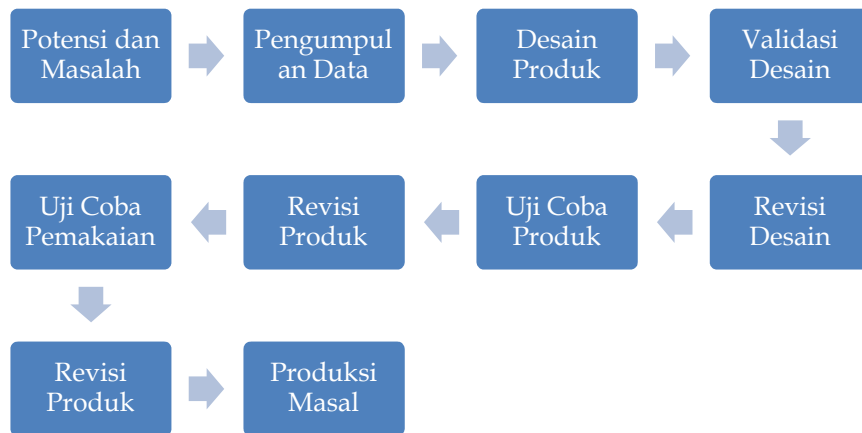 Potensi dan
Masalah
Pengumpul
an Data
Desain
Produk
Validasi
Desain
Revisi
Desain
Uji Coba
Produk
Revisi
Produk
Uji Coba
Pemakaian
Revisi
Produk
Produksi
Masal